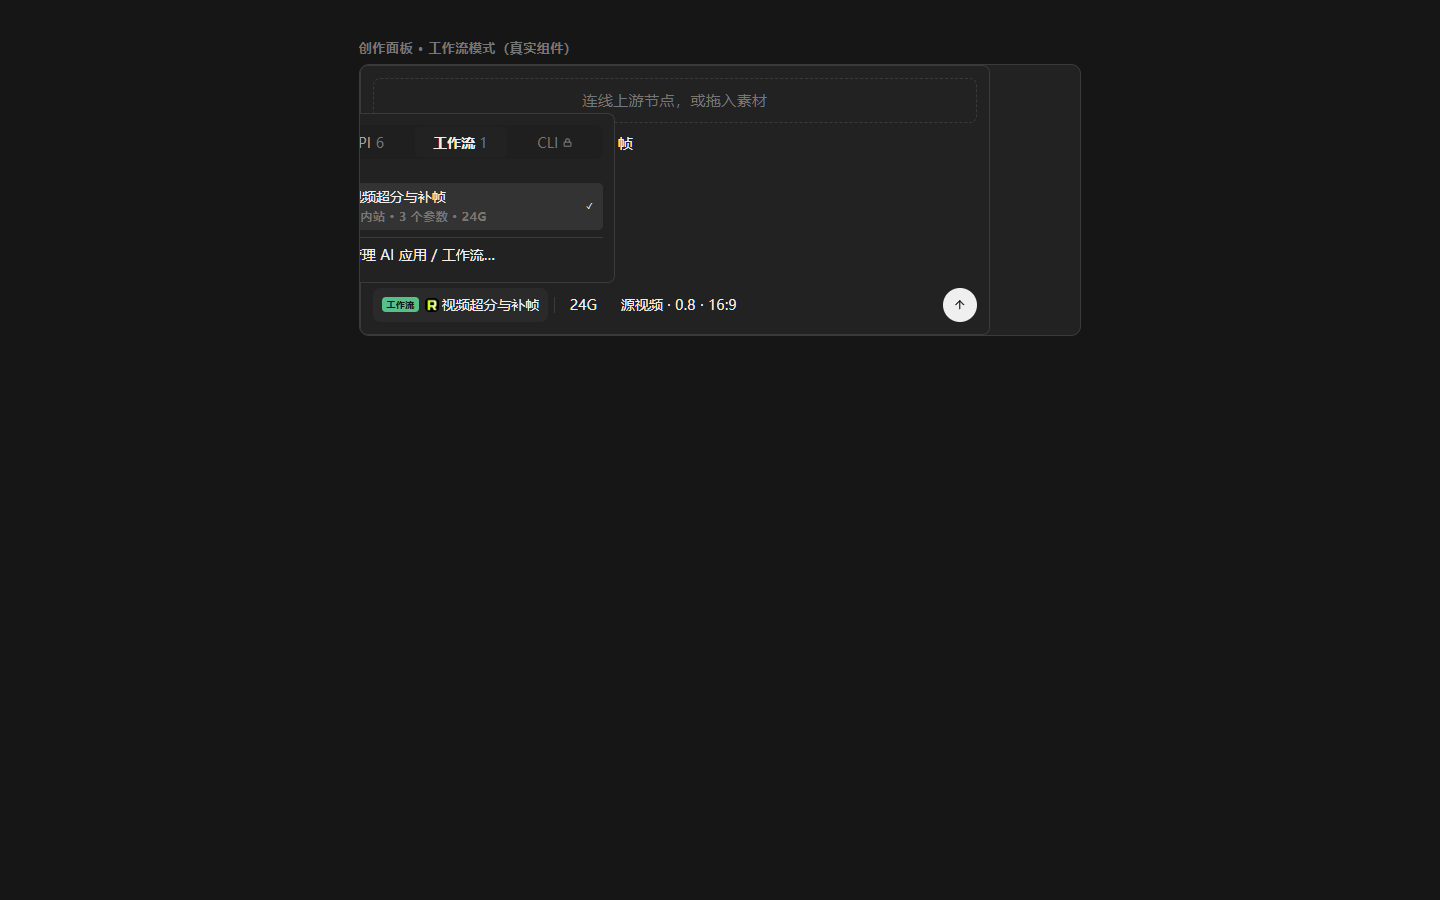 创作面板 • 工作流模式（真实组件）
连线上游节点，或拖入素材
PI 6 工作流 1 CLI 帧
视频超分与补帧 ✓
内站 • 3 个参数 • 24G
理 AI 应用 / 工作流...
工作流 R 视频超分与补帧 24G 源视频 · 0.8 · 16:9